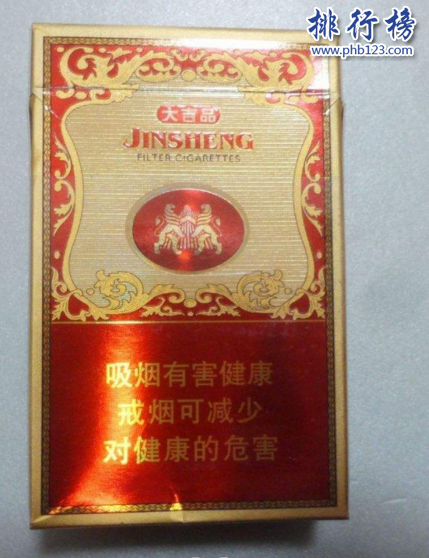 排行榜
www.phb123.com
大吉品
JINSHENG
FILTER CIGARETTES
吸烟有害健康
戒烟可减少
对健康的危害